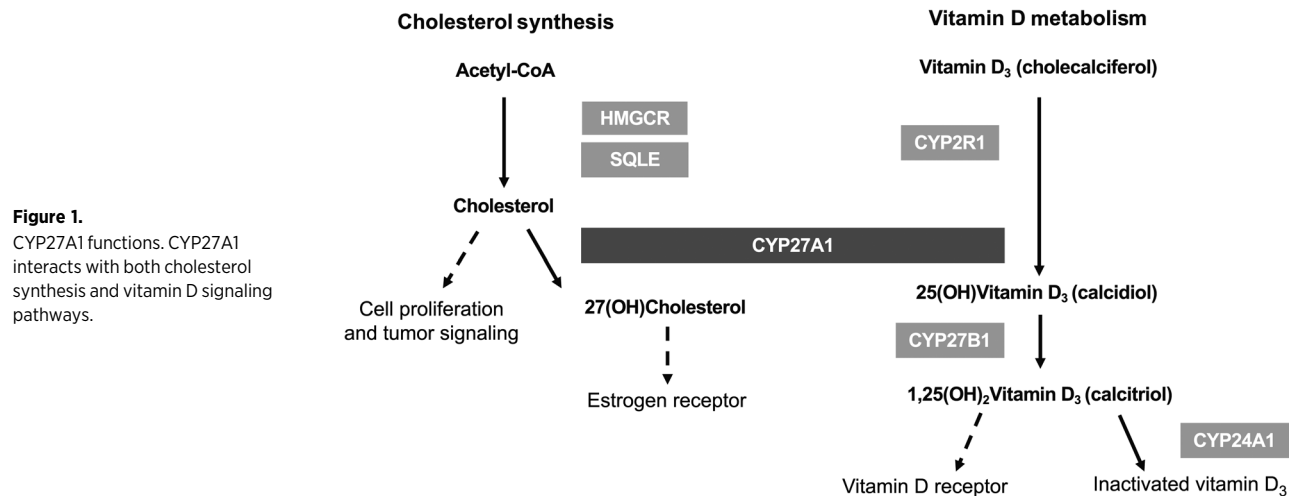 Figure 1.
CYP27A1 functions. CYP27A1
interacts with both cholesterol
synthesis and vitamin D signaling
pathways.
Cholesterol synthesis
Acetyl-CoA
HMGCR
SQLE
Cholesterol
CYP27A1
Cell proliferation
and tumor signaling
27(OH)Cholesterol
Estrogen receptor
Vitamin D metabolism
Vitamin D₃ (cholecalciferol)
CYP2R1
25(OH)Vitamin D₃ (calcidiol)
CYP27B1
1,25(OH)₂Vitamin D₃ (calcitriol)
CYP24A1
Vitamin D receptor
Inactivated vitamin D₃